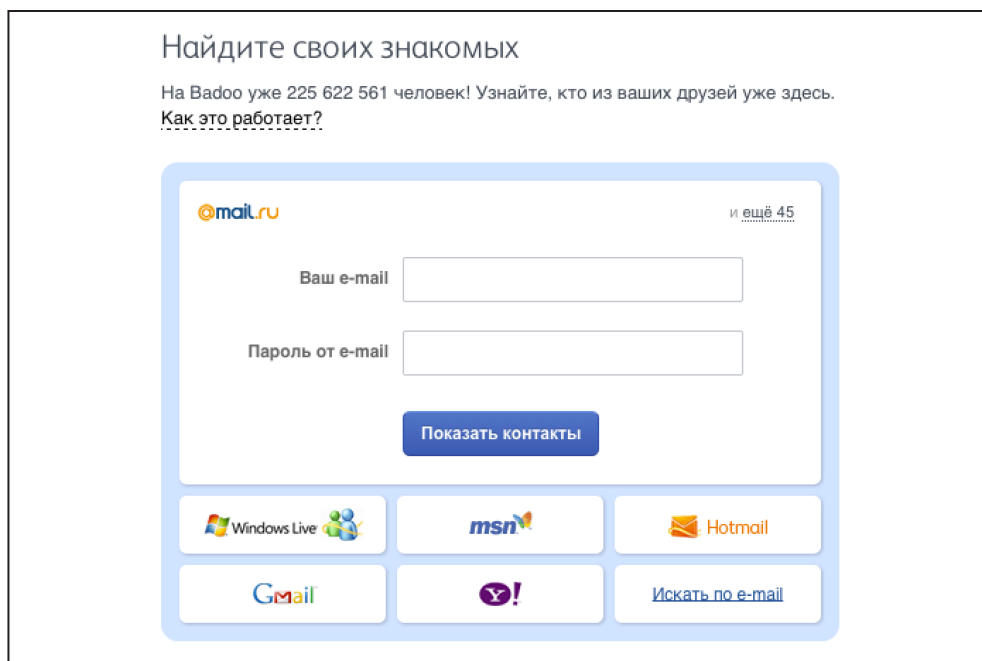 Найдите своих знакомых
На Badoo уже 225 622 561 человек! Узнайте, кто из ваших друзей уже здесь.
Как это работает?
@mail.ru
и ещё 45
Ваш e-mail
Пароль от e-mail
Показать контакты
Windows Live
msn
Hotmail
Gmail
Y!
Искать по e-mail